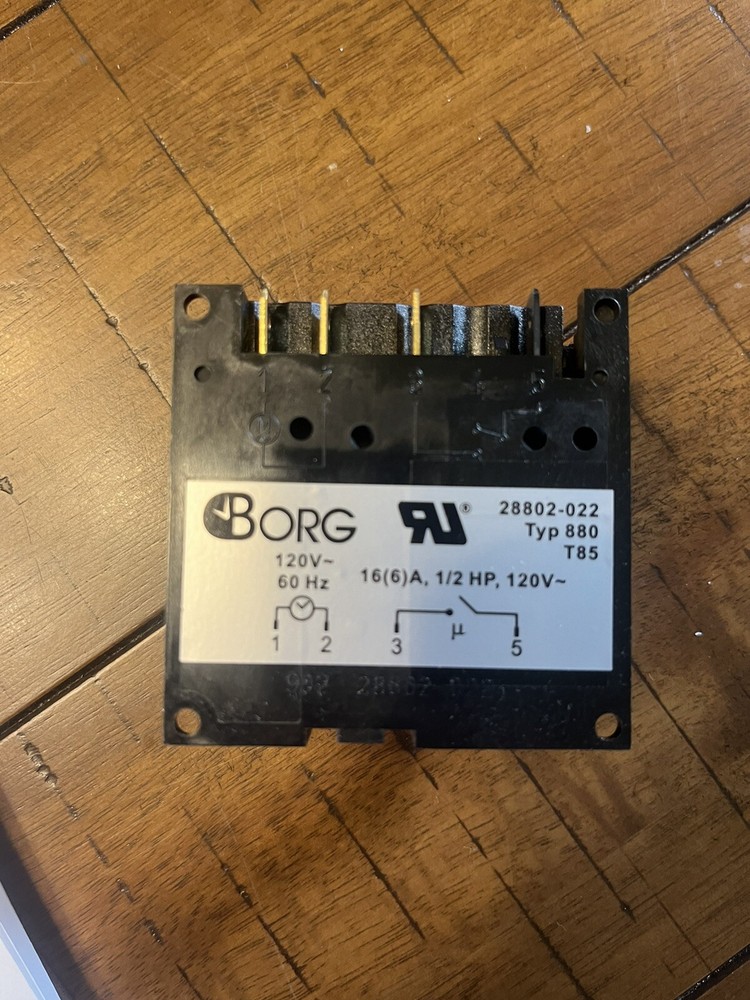 1 2 3 4 5
BORG
RU®
28802-022
Typ 880
T85
120V~
60 Hz
16(6)A, 1/2 HP, 120V~
µ
1 2 3 5